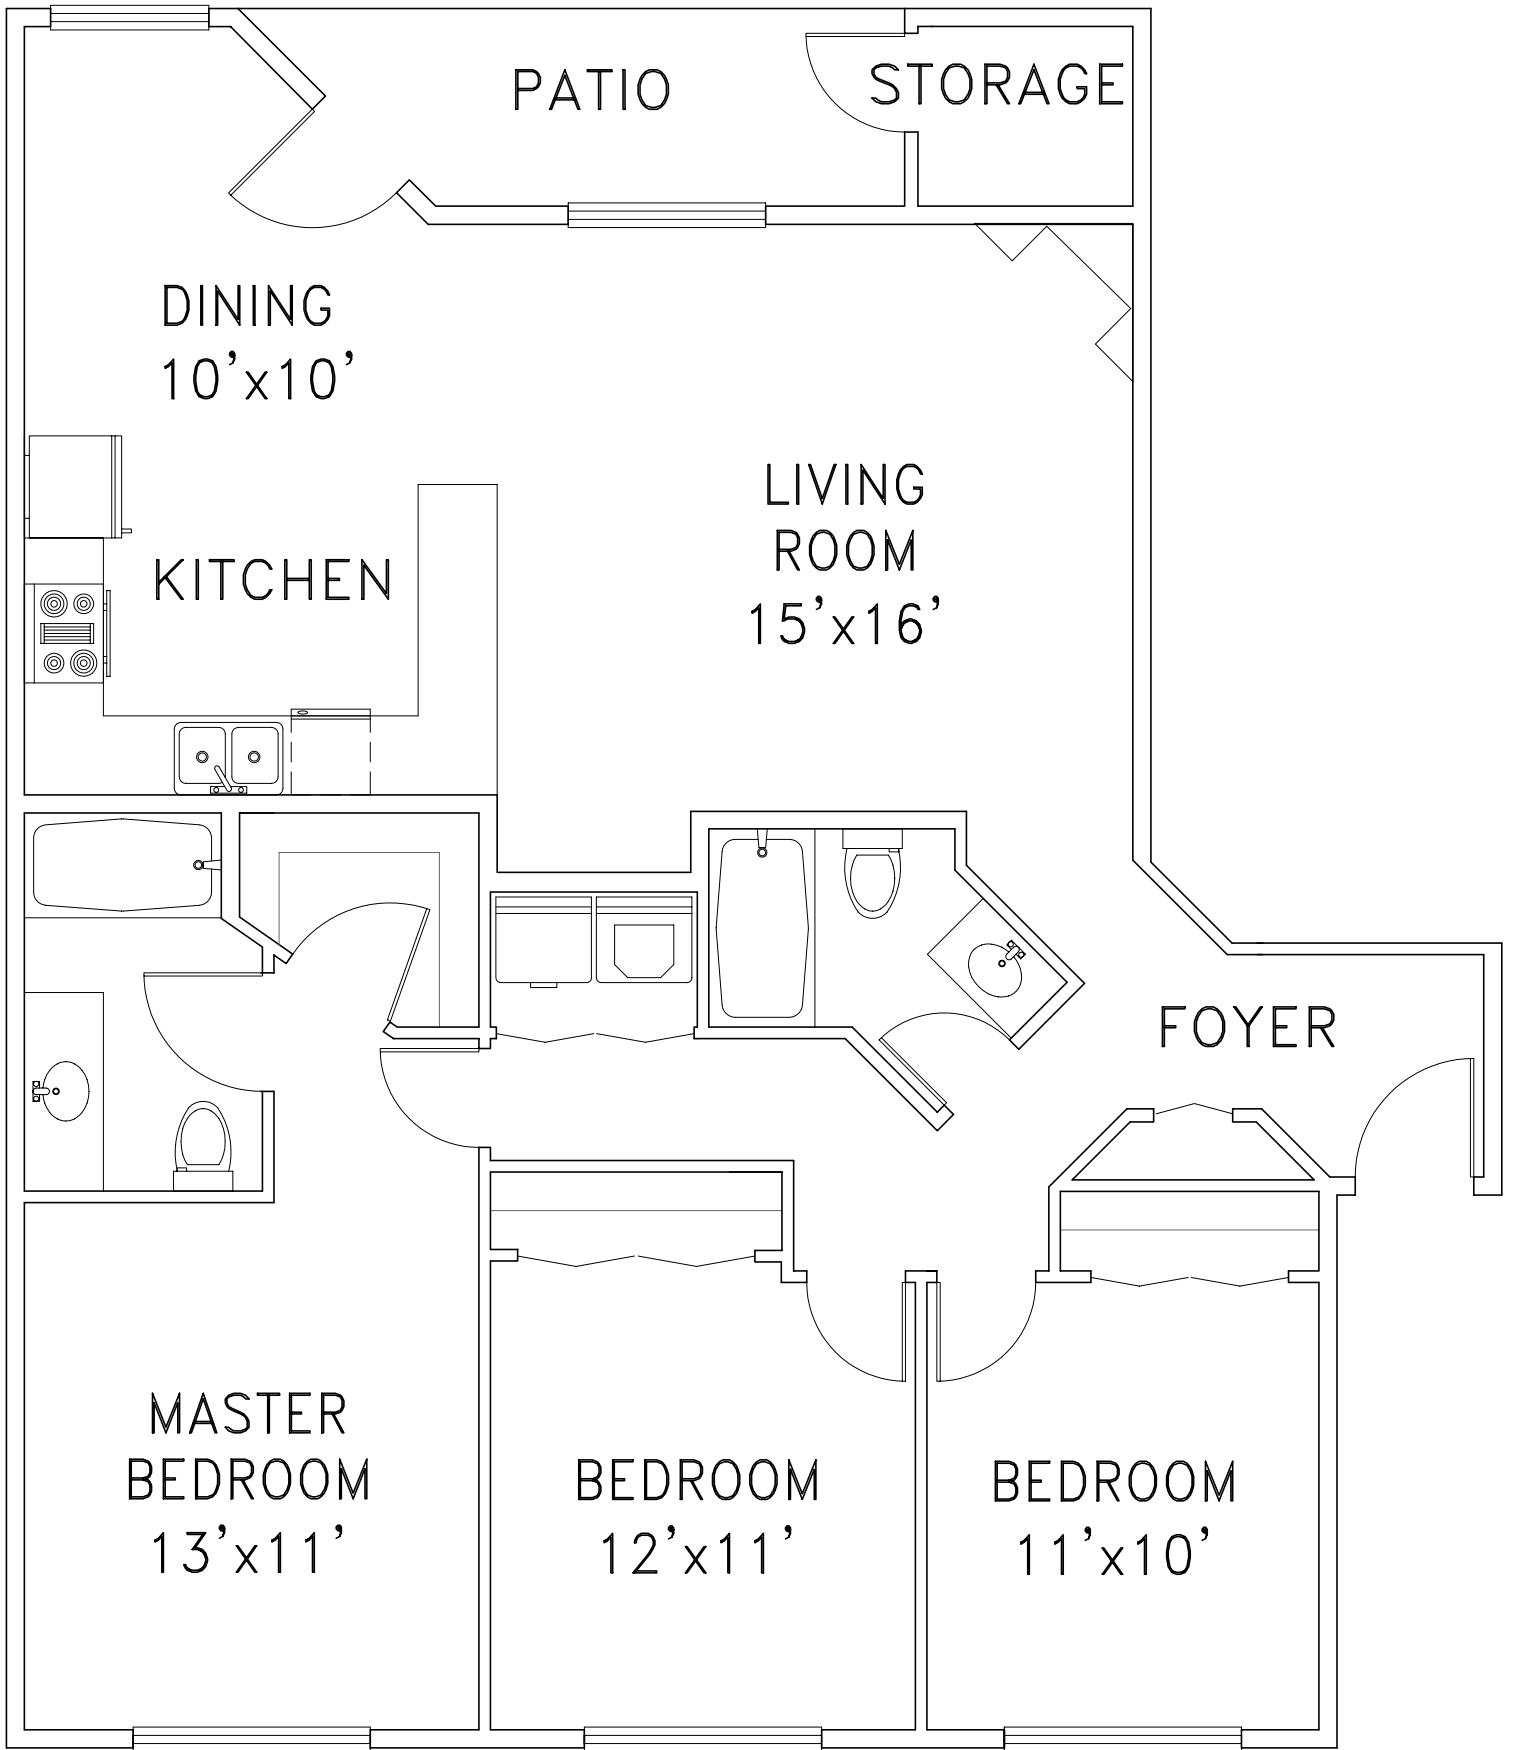 PATIO
STORAGE
DINING
10'x10'
LIVING
ROOM
15'x16'
KITCHEN
FOYER
MASTER
BEDROOM
13'x11'
BEDROOM
12'x11'
BEDROOM
11'x10'